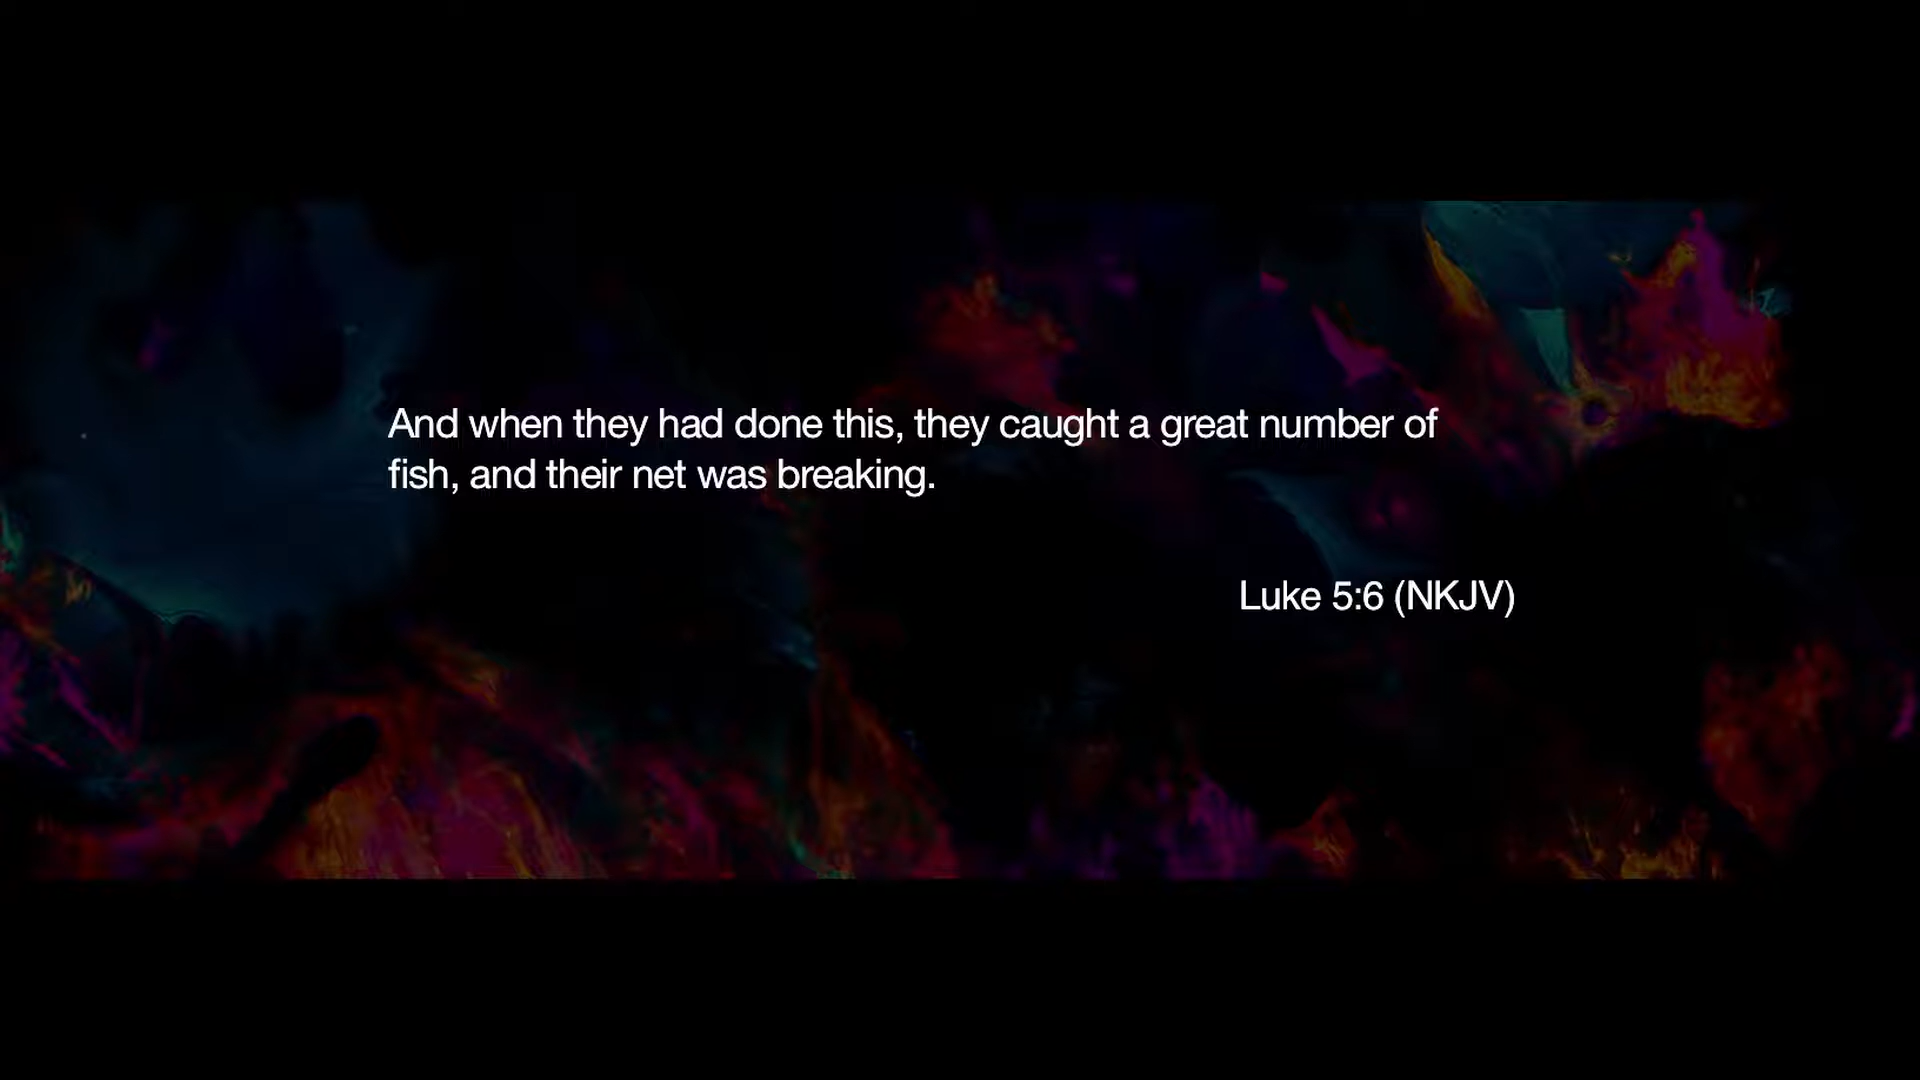 And when they had done this, they caught a great number of
fish, and their net was breaking.
Luke 5:6 (NKJV)